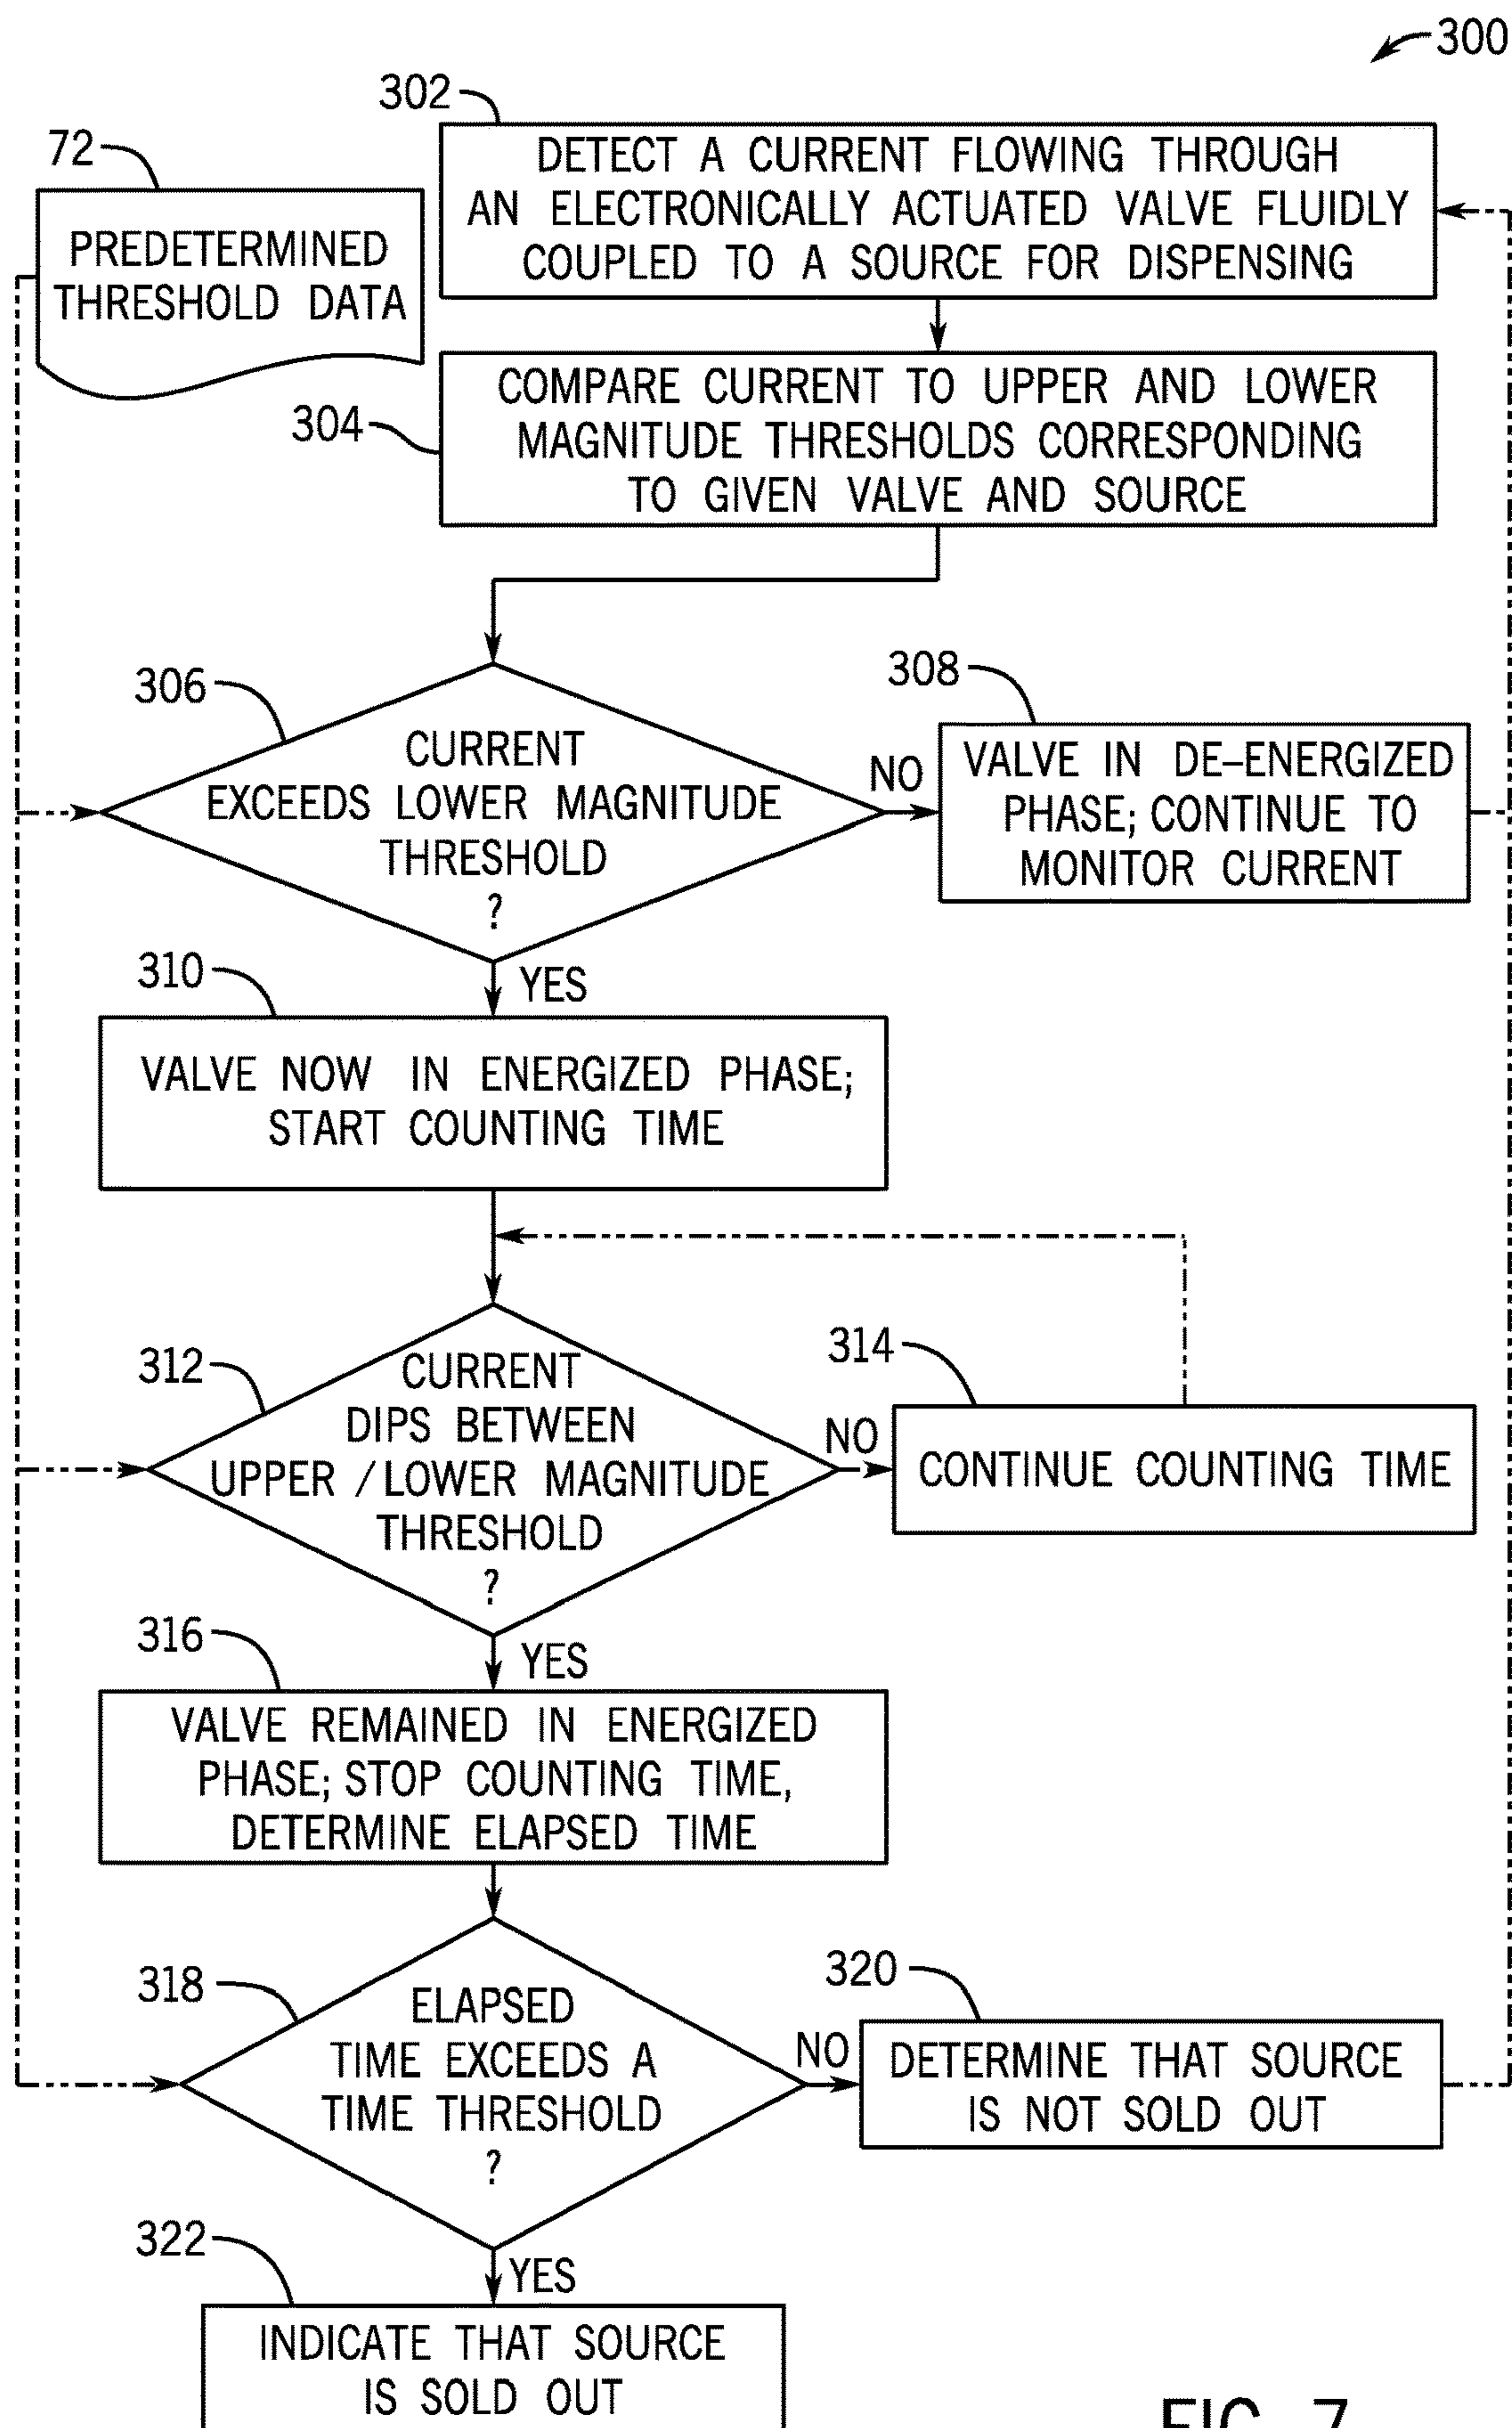 300
302
DETECT A CURRENT FLOWING THROUGH
AN ELECTRONICALLY ACTUATED VALVE FLUIDLY
COUPLED TO A SOURCE FOR DISPENSING
72
PREDETERMINED
THRESHOLD DATA
304
COMPARE CURRENT TO UPPER AND LOWER
MAGNITUDE THRESHOLDS CORRESPONDING
TO GIVEN VALVE AND SOURCE
306
CURRENT
EXCEEDS LOWER MAGNITUDE
THRESHOLD
?
NO
308
VALVE IN DE-ENERGIZED
PHASE; CONTINUE TO
MONITOR CURRENT
YES
310
VALVE NOW IN ENERGIZED PHASE;
START COUNTING TIME
312
CURRENT
DIPS BETWEEN
UPPER / LOWER MAGNITUDE
THRESHOLD
?
NO
314
CONTINUE COUNTING TIME
YES
316
VALVE REMAINED IN ENERGIZED
PHASE; STOP COUNTING TIME,
DETERMINE ELAPSED TIME
318
ELAPSED
TIME EXCEEDS A
TIME THRESHOLD
?
NO
320
DETERMINE THAT SOURCE
IS NOT SOLD OUT
YES
322
INDICATE THAT SOURCE
IS SOLD OUT
FIG. 7